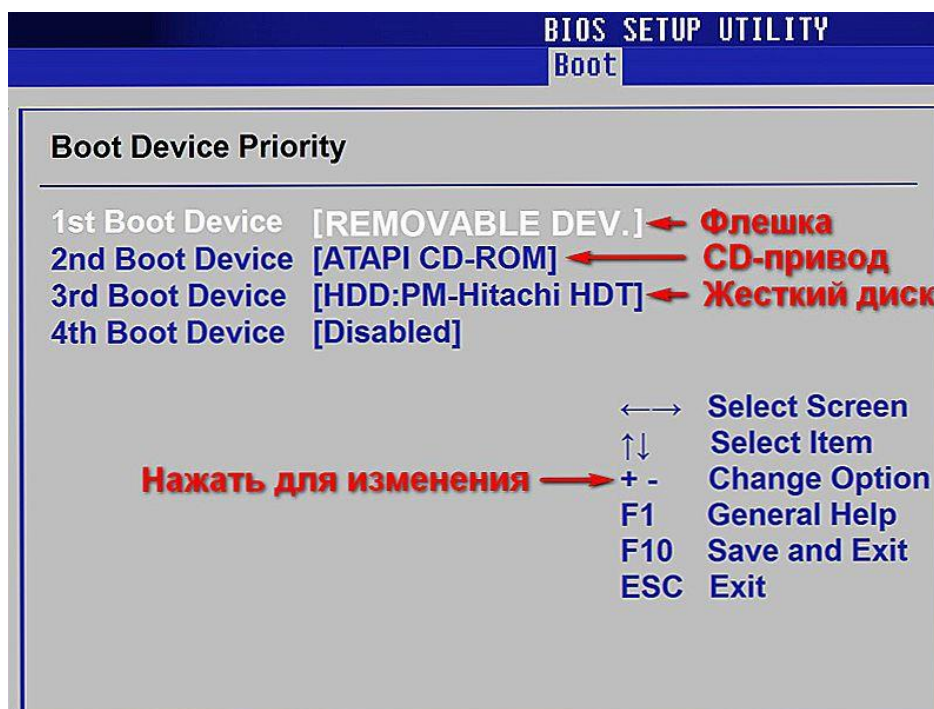 BIOS SETUP UTILITY
Boot
Boot Device Priority
1st Boot Device [REMOVABLE DEV.] Флешка
2nd Boot Device [ATAPI CD-ROM] CD-привод
3rd Boot Device [HDD:PM-Hitachi HDT] Жесткий диск
4th Boot Device [Disabled]
←→ Select Screen
↑↓ Select Item
Нажать для изменения + - Change Option
F1 General Help
F10 Save and Exit
ESC Exit